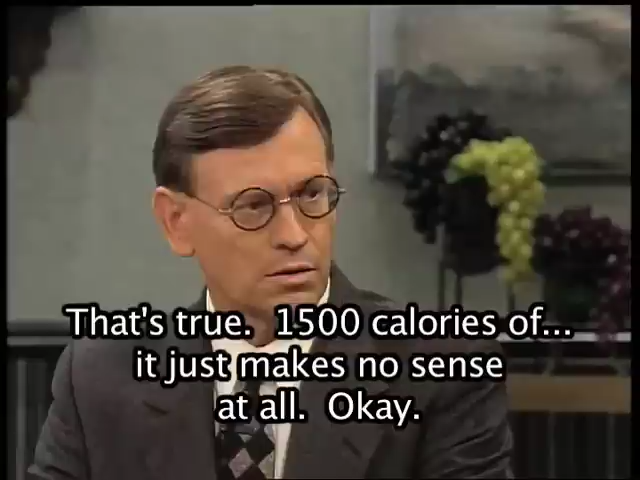 That's true.  1500 calories of...
it just makes no sense
at all.  Okay.